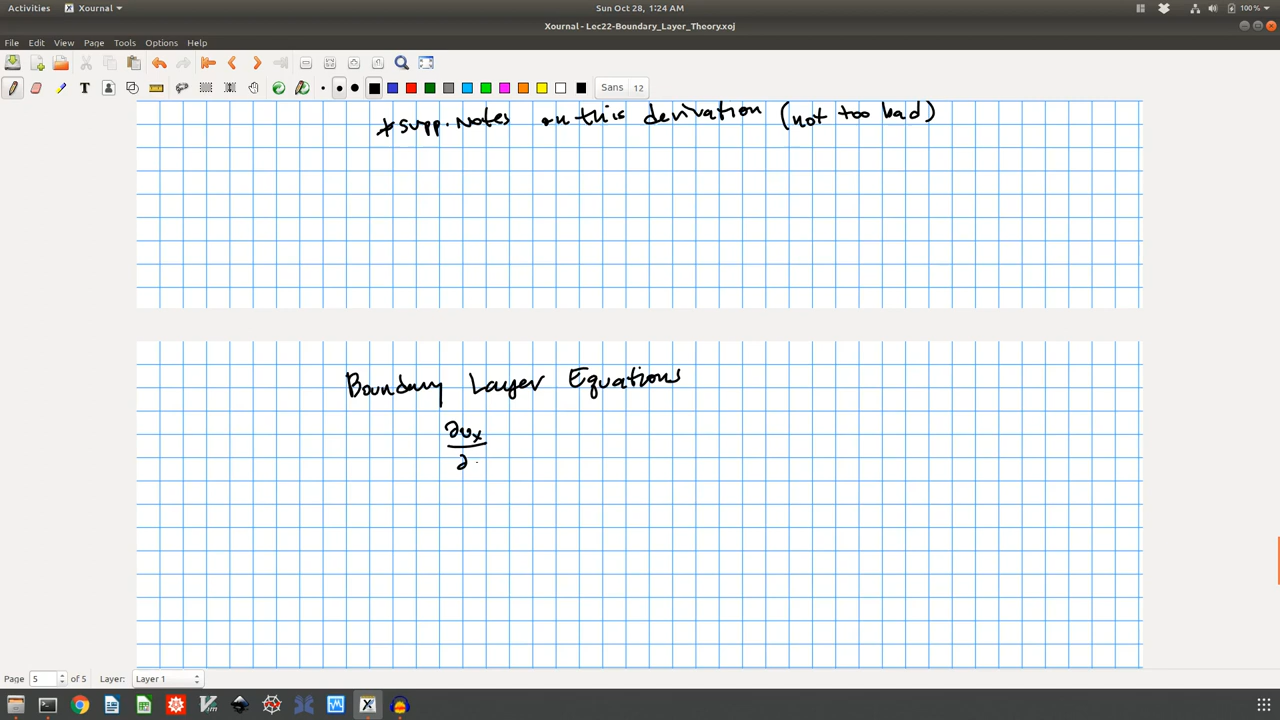 Activities Xournal Sun Oct 28, 1:24 AM 100 %
Xournal - Lec22-Boundary_Layer_Theory.xoj
File Edit View Page Tools Options Help
Sans 12
*supp. Notes on this derivation (not too bad)
Boundary Layer Equations
∂vx
∂
Page 5 of 5 Layer: Layer 1